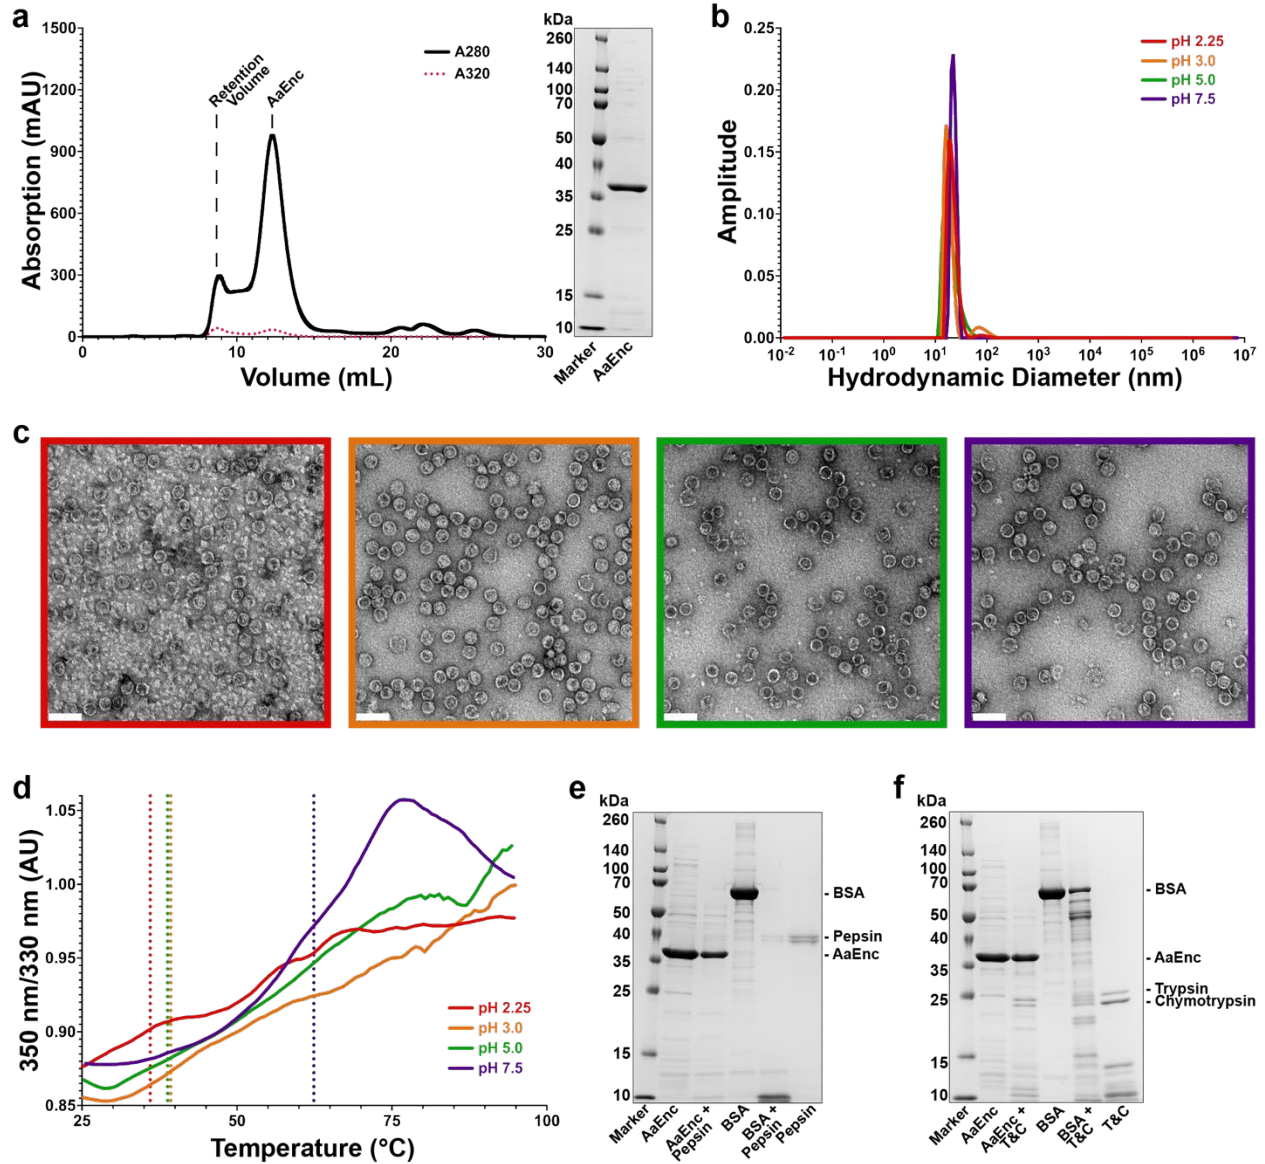 a
Absorption (mAU)
1500
1200
900
600
300
0
0
10
20
30
Volume (mL)
Retention
Volume
AaEnc
A280
A320
kDa
260
140
100
70
50
40
35
25
15
10
Marker
AaEnc
b
Amplitude
0.25
0.20
0.15
0.10
0.05
0.00
10-2
10-1
100
101
102
103
104
105
106
107
Hydrodynamic Diameter (nm)
pH 2.25
pH 3.0
pH 5.0
pH 7.5
c
d
350 nm/330 nm (AU)
1.05
1.00
0.95
0.90
0.85
25
50
75
100
Temperature (°C)
pH 2.25
pH 3.0
pH 5.0
pH 7.5
e
kDa
260
140
100
70
50
40
35
25
15
10
- BSA
- Pepsin
- AaEnc
Marker
AaEnc
AaEnc +
Pepsin
BSA
BSA +
Pepsin
Pepsin
f
kDa
260
140
100
70
50
40
35
25
15
10
- BSA
- AaEnc
Trypsin
- Chymotrypsin
Marker
AaEnc
AaEnc +
T&C
BSA
BSA +
T&C
T&C